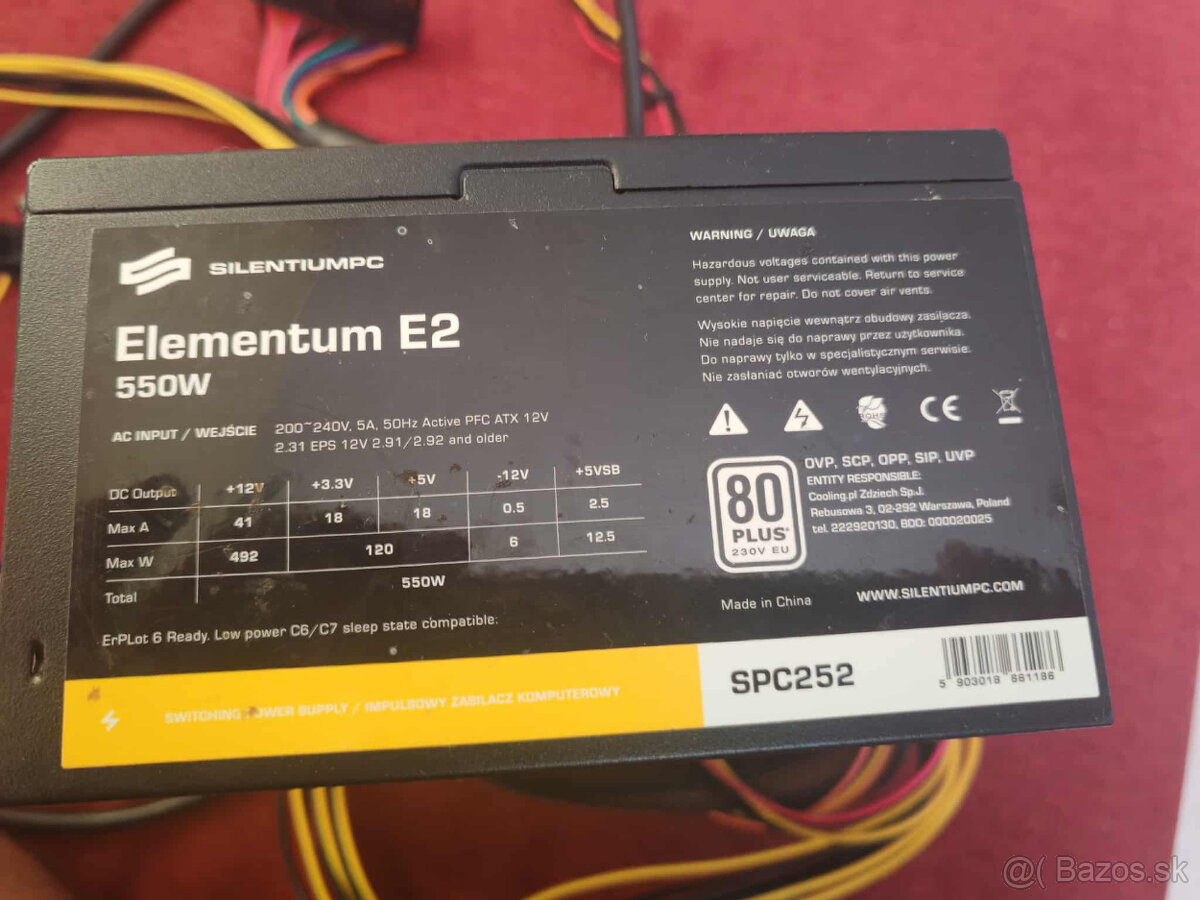 SILENTIUMPC
Elementum E2
550W
AC INPUT / WEJŚCIE 200~240V, 5A, 50Hz Active PFC ATX 12V
2.31 EPS 12V 2.91/2.92 and older
DC Output +12V +3.3V +5V -12V +5VSB
Max A 41 18 18 0.5 2.5
Max W 492 120 6 12.5
Total 550W
ErPLot 6 Ready. Low power C6/C7 sleep state compatible:
WARNING / UWAGA
Hazardous voltages contained with this power
supply. Not user serviceable. Return to service
center for repair. Do not cover air vents.
Wysokie napięcie wewnątrz obudowy zasilacza.
Nie nadaje się do naprawy przez użytkownika.
Do naprawy tylko w specjalistycznym serwisie.
Nie zasłaniać otworów wentylacyjnych.
ROHS
CE
80
PLUS
230V EU
OVP, SCP, OPP, SIP, UVP
ENTITY RESPONSIBLE:
Cooling.pl Zdziech Sp.J.
Rebusowa 3, 02-292 Warszawa, Poland
tel. 222920130, BDO: 000020025
Made in China
WWW.SILENTIUMPC.COM
SWITCHING POWER SUPPLY / IMPULSOWY ZASILACZ KOMPUTEROWY
SPC252
5 903018 661186
@( Bazos.sk